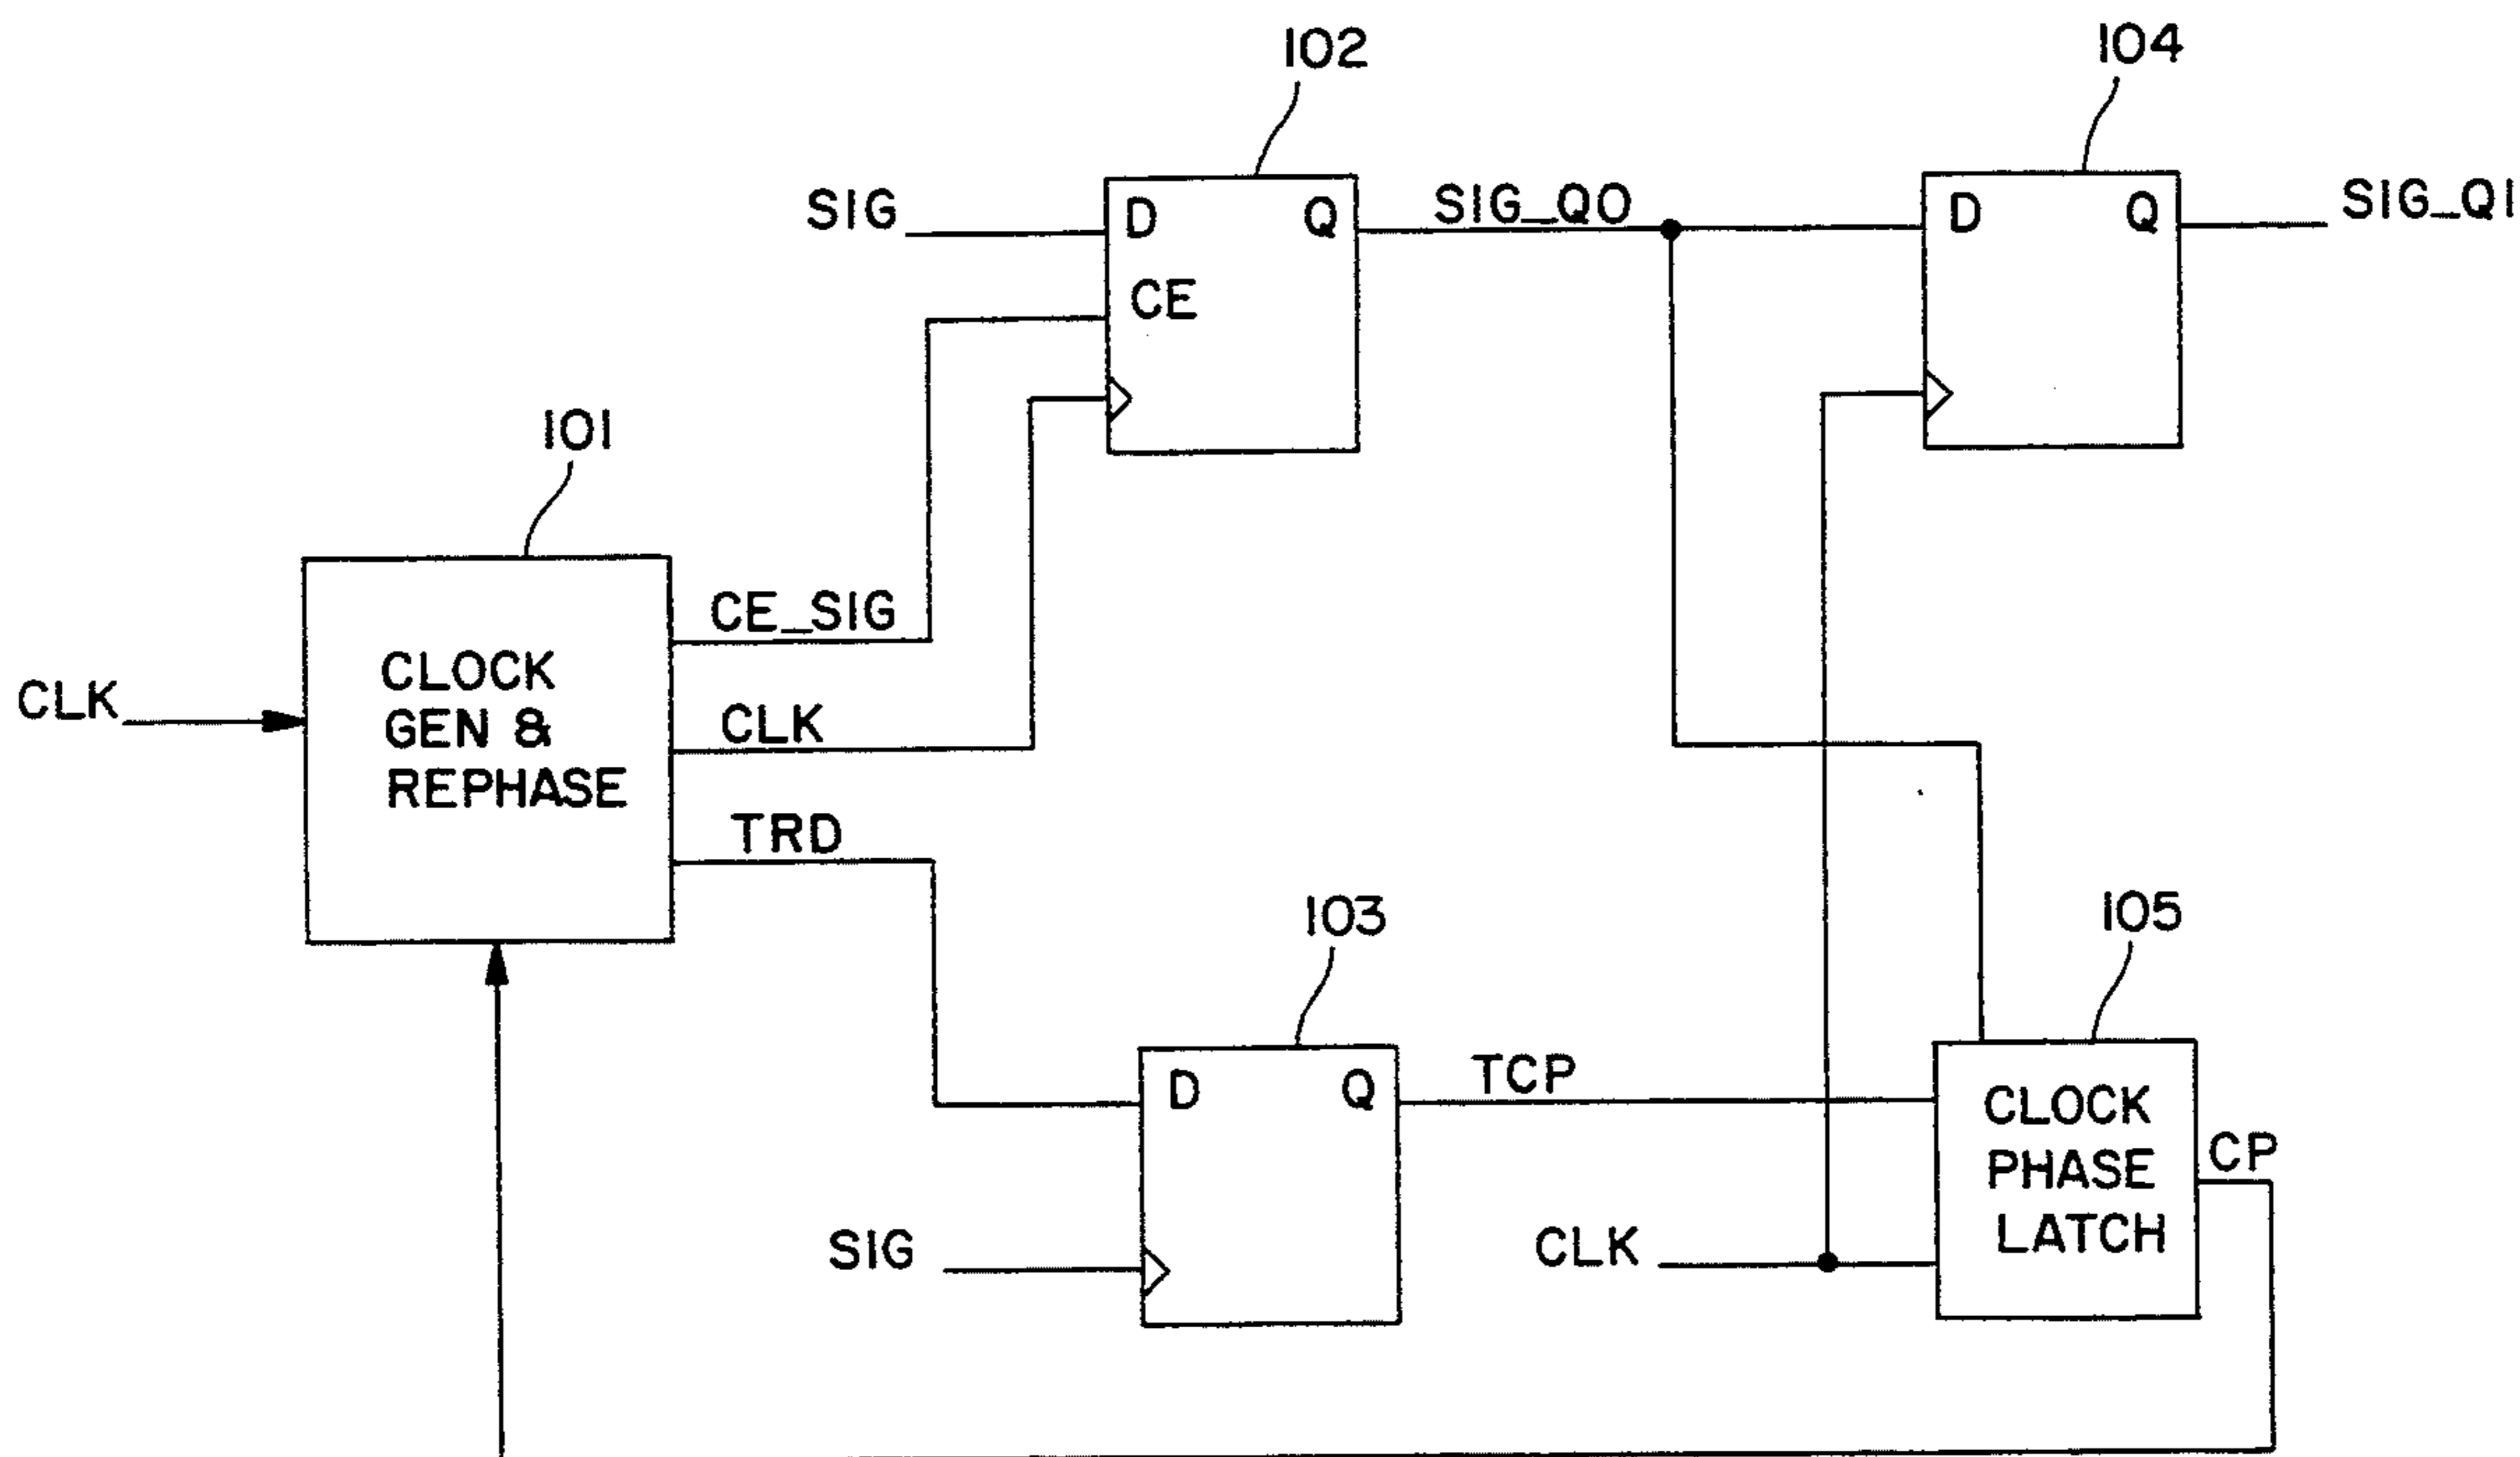 102
104
SIG
D Q
CE
SIG_Q0
D Q
SIG_Q1
101
CLK
CLOCK
GEN &
REPHASE
CE_SIG
CLK
TRD
103
105
D Q
TCP
SIG
CLK
CLOCK
PHASE
LATCH
CP